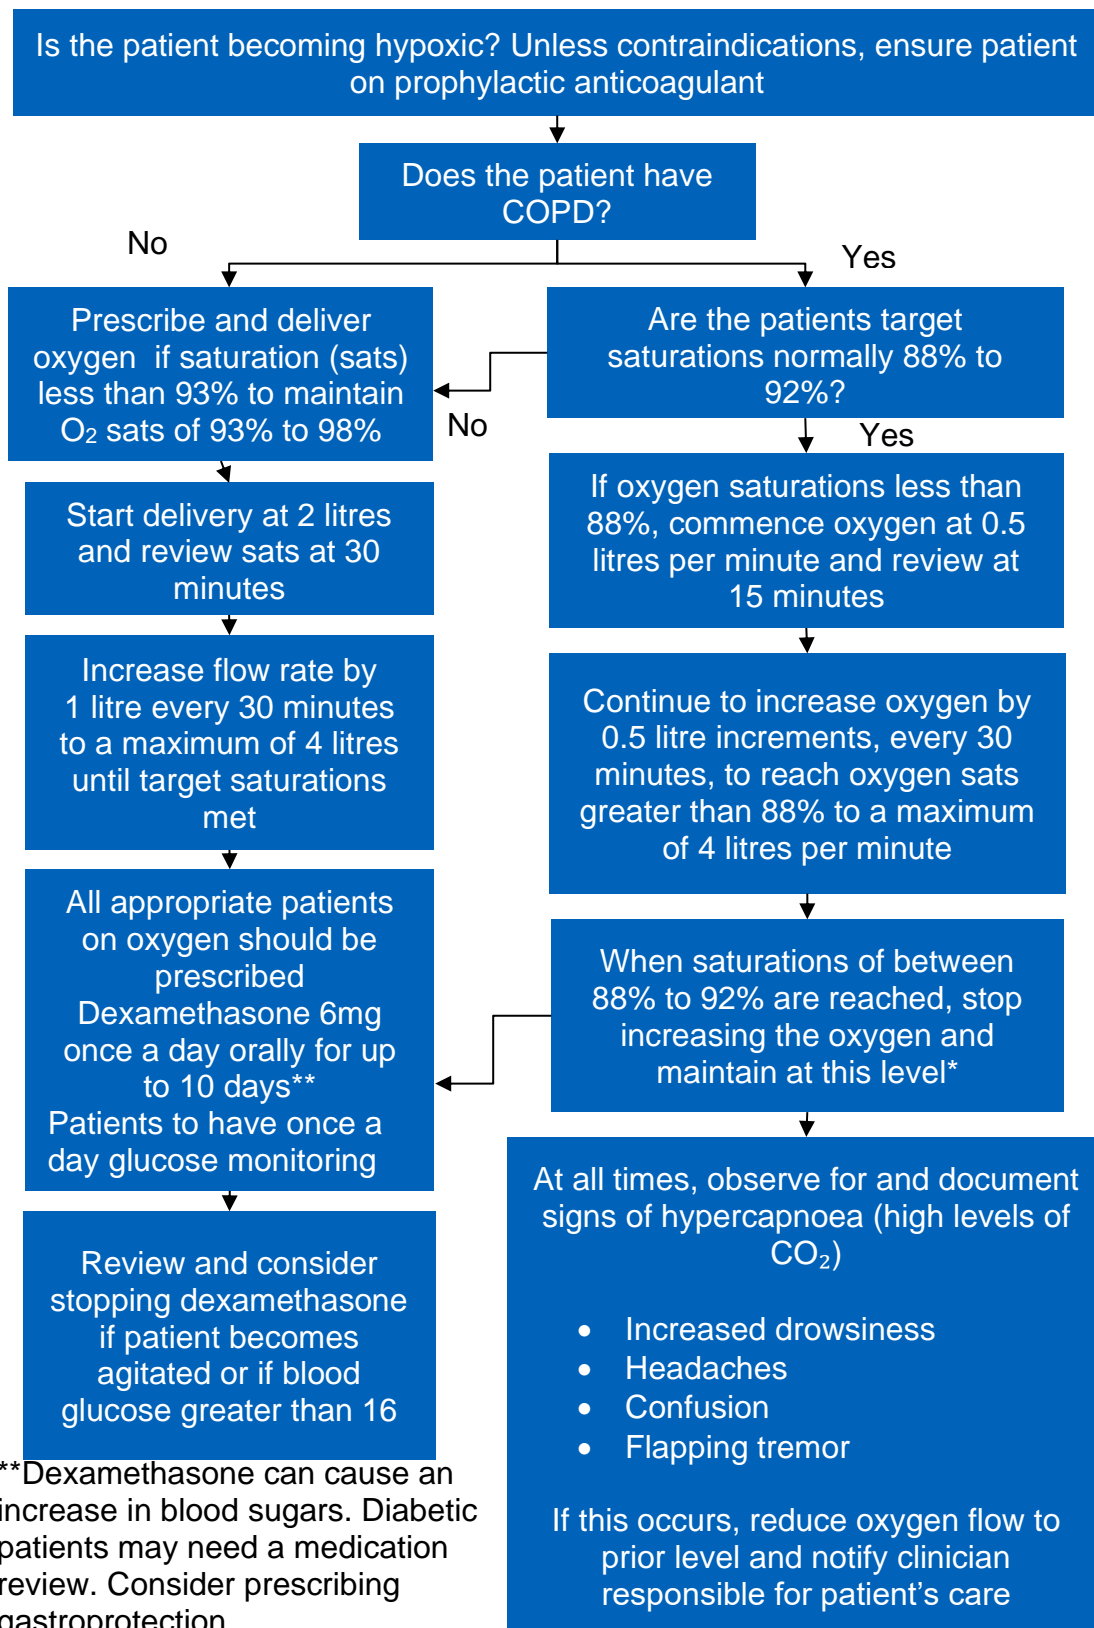 Is the patient becoming hypoxic? Unless contraindications, ensure patient
on prophylactic anticoagulant
Does the patient have
COPD?
No
Yes
Prescribe and deliver
oxygen if saturation (sats)
less than 93% to maintain
O₂ sats of 93% to 98%
Are the patients target
saturations normally 88% to
92%?
No
Yes
Start delivery at 2 litres
and review sats at 30
minutes
If oxygen saturations less than
88%, commence oxygen at 0.5
litres per minute and review at
15 minutes
Increase flow rate by
1 litre every 30 minutes
to a maximum of 4 litres
until target saturations
met
Continue to increase oxygen by
0.5 litre increments, every 30
minutes, to reach oxygen sats
greater than 88% to a maximum
of 4 litres per minute
All appropriate patients
on oxygen should be
prescribed
Dexamethasone 6mg
once a day orally for up
to 10 days**
Patients to have once a
day glucose monitoring
When saturations of between
88% to 92% are reached, stop
increasing the oxygen and
maintain at this level*
Review and consider
stopping dexamethasone
if patient becomes
agitated or if blood
glucose greater than 16
At all times, observe for and document
signs of hypercapnoea (high levels of
CO₂)
• Increased drowsiness
• Headaches
• Confusion
• Flapping tremor
If this occurs, reduce oxygen flow to
prior level and notify clinician
responsible for patient's care
**Dexamethasone can cause an
increase in blood sugars. Diabetic
patients may need a medication
review. Consider prescribing
gastroprotection